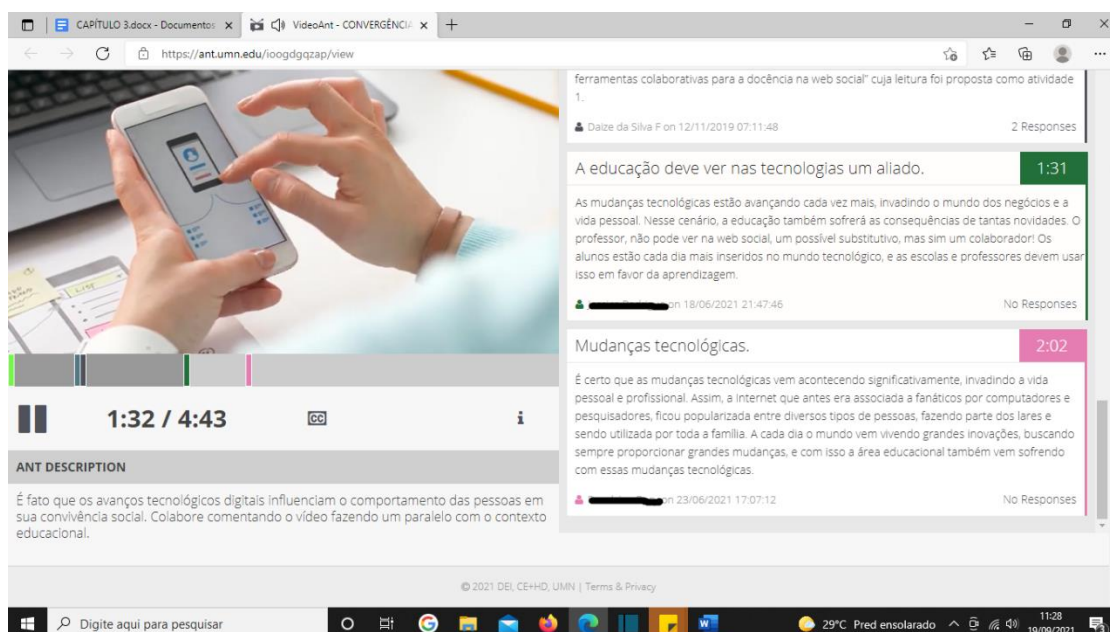 CAPÍTULO 3.docx - Documentos
VideoAnt - CONVERGÊNCIA
https://ant.umn.edu/ioogdgqzap/view
ferramentas colaborativas para a docência na web social" cuja leitura foi proposta como atividade
1.
Daize da Silva F on 12/11/2019 07:11:48
2 Responses
A educação deve ver nas tecnologias um aliado.
1:31
As mudanças tecnológicas estão avançando cada vez mais, invadindo o mundo dos negócios e a
vida pessoal. Nesse cenário, a educação também sofrerá as consequências de tantas novidades. O
professor, não pode ver na web social, um possível substitutivo, mas sim um colaborador! Os
alunos estão cada dia mais inseridos no mundo tecnológico, e as escolas e professores devem usar
isso em favor da aprendizagem.
on 18/06/2021 21:47:46
No Responses
Mudanças tecnológicas.
2:02
É certo que as mudanças tecnológicas vem acontecendo significativamente, invadindo a vida
pessoal e profissional. Assim, a internet que antes era associada a fanáticos por computadores e
pesquisadores, ficou popularizada entre diversos tipos de pessoas, fazendo parte dos lares e
sendo utilizada por toda a família. A cada dia o mundo vem vivendo grandes inovações, buscando
sempre proporcionar grandes mudanças, e com isso a área educacional também vem sofrendo
com essas mudanças tecnológicas.
on 23/06/2021 17:07:12
No Responses
1:32 / 4:43
CC
i
ANT DESCRIPTION
É fato que os avanços tecnológicos digitais influenciam o comportamento das pessoas em
sua convivência social. Colabore comentando o vídeo fazendo um paralelo com o contexto
educacional.
© 2021 DEI, CE+HD, UMN | Terms & Privacy
Digite aqui para pesquisar
29°C Pred ensolarado
11:28
19/09/2021